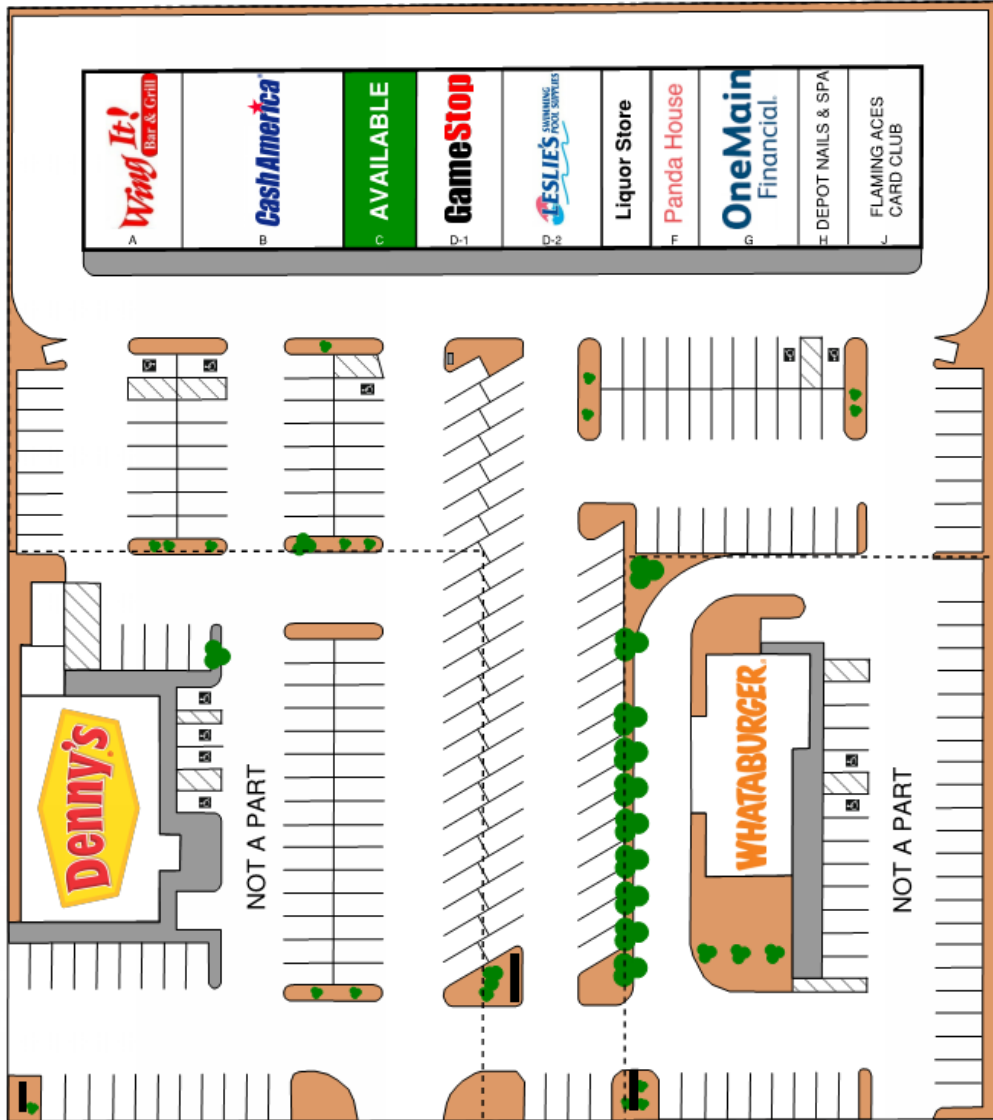 Wing It!
Bar & Grill
A
CashAmerica
B
AVAILABLE
C
GameStop
D-1
LESLIE'S SWIMMING
POOL SUPPLIES
D-2
Liquor Store
Panda House
F
OneMain
Financial.
G
DEPOT NAILS & SPA
H
FLAMING ACES
CARD CLUB
J
Denny's
NOT A PART
WHATABURGER
NOT A PART